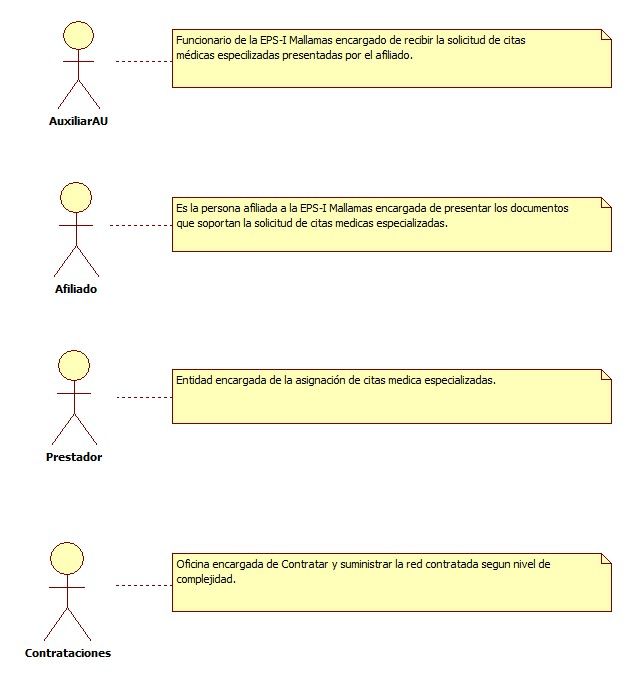 Funcionario de la EPS-I Mallamas encargado de recibir la solicitud de citas
médicas especilizadas presentadas por el afiliado.
AuxiliarAU
Es la persona afiliada a la EPS-I Mallamas encargada de presentar los documentos
que soportan la solicitud de citas medicas especializadas.
Afiliado
Entidad encargada de la asignación de citas medica especializadas.
Prestador
Oficina encargada de Contratar y suministrar la red contratada segun nivel de
complejidad.
Contrataciones